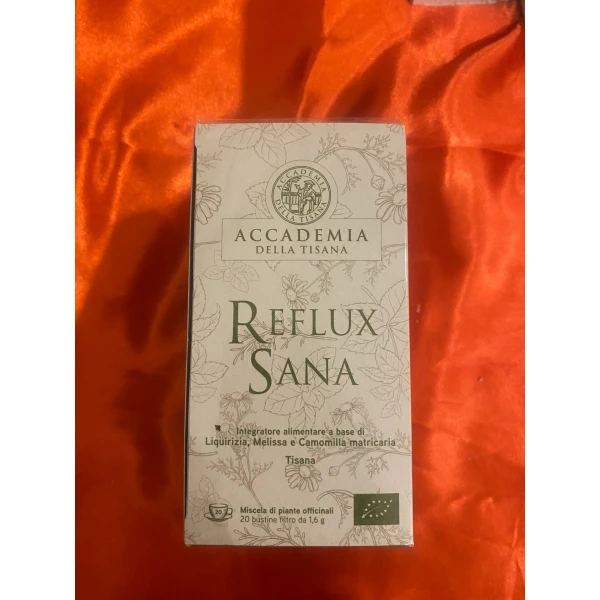 ACCADEMIA
DELLA TISANA
ACCADEMIA
DELLA TISANA
REFLUX
SANA
Integratore alimentare a base di
Liquirizia, Melissa e Camomilla matricaria
Tisana
20
Miscela di piante officinali
20 bustine filtro da 1,6 g